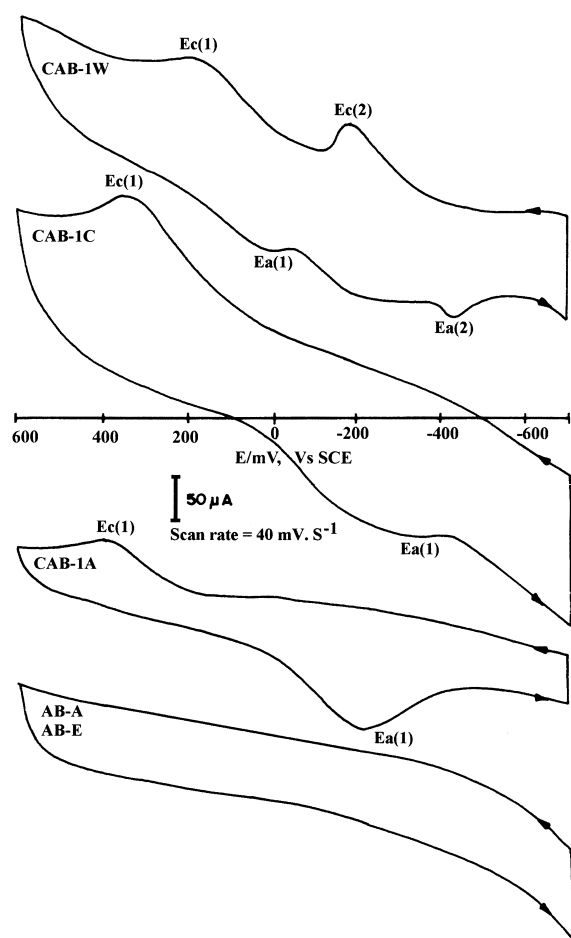 Ec(1)
CAB-1W
Ec(2)
Ec(1)
CAB-1C
Ea(1)
Ea(2)
600 400 200 0 -200 -400 -600
E/mV, Vs SCE
50 µA
Scan rate = 40 mV. S-1
Ec(1)
Ea(1)
CAB-1A
AB-A
AB-E
Ea(1)